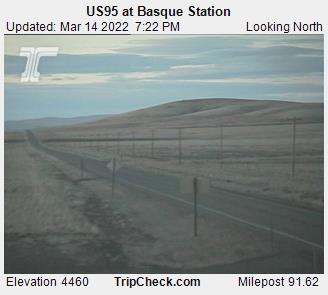 US95 at Basque Station
Updated: Mar 14 2022 7:22 PM Looking North
Elevation 4460 TripCheck.com Milepost 91.62